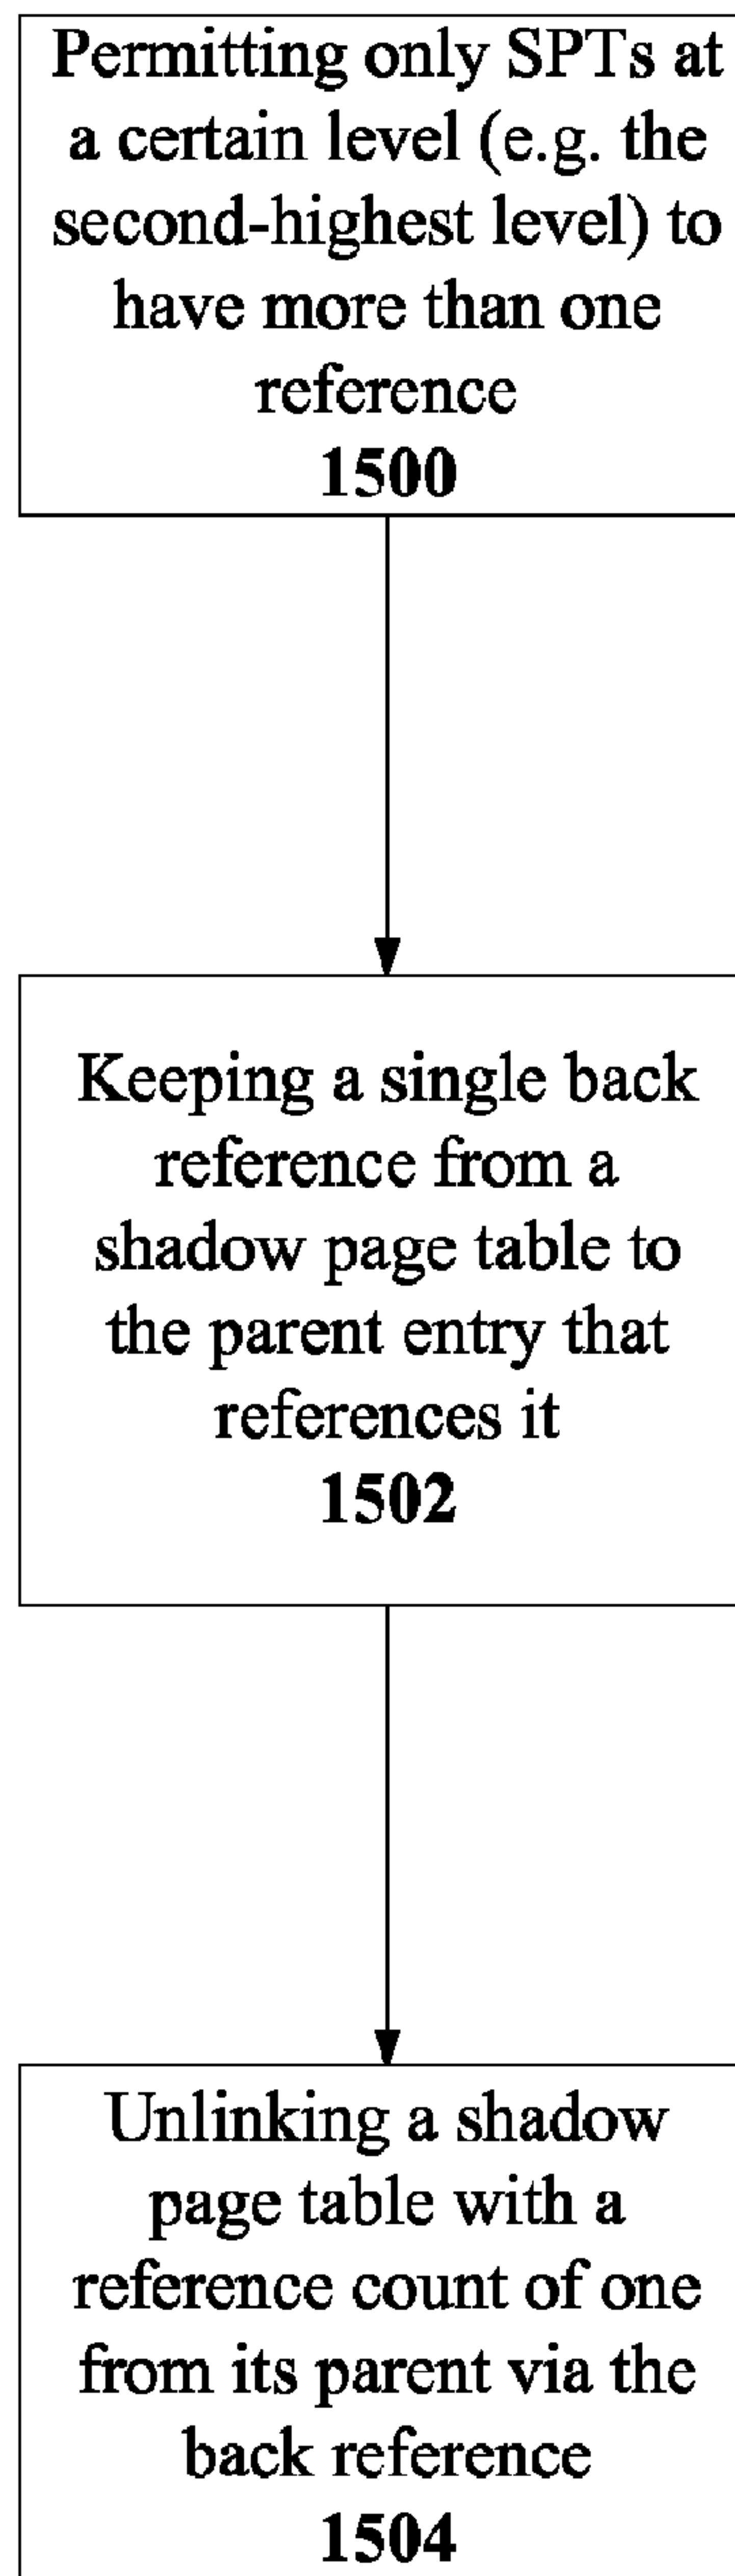 Permitting only SPTs at
a certain level (e.g. the
second-highest level) to
have more than one
reference
1500
Keeping a single back
reference from a
shadow page table to
the parent entry that
references it
1502
Unlinking a shadow
page table with a
reference count of one
from its parent via the
back reference
1504